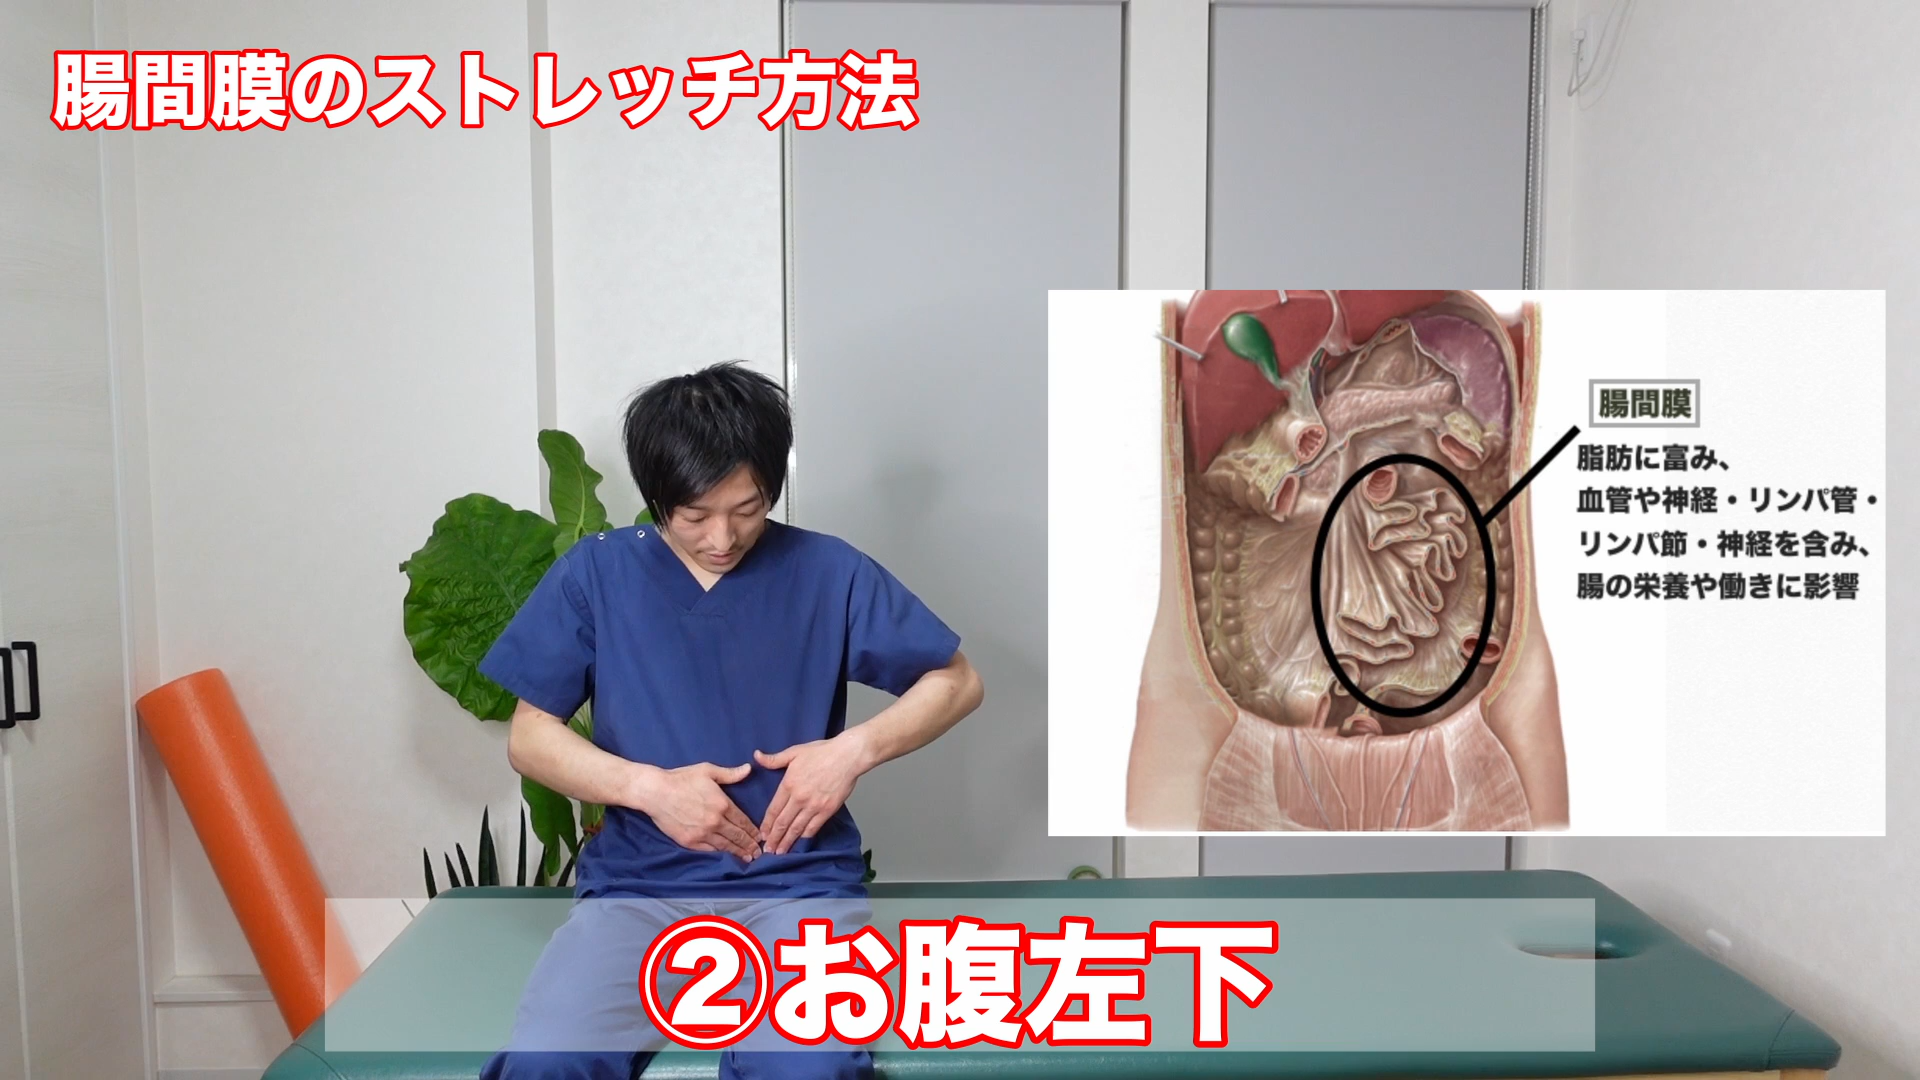 腸間膜のストレッチ方法
腸間膜
脂肪に富み、
血管や神経・リンパ管・
リンパ節・神経を含み、
腸の栄養や働きに影響
②お腹左下